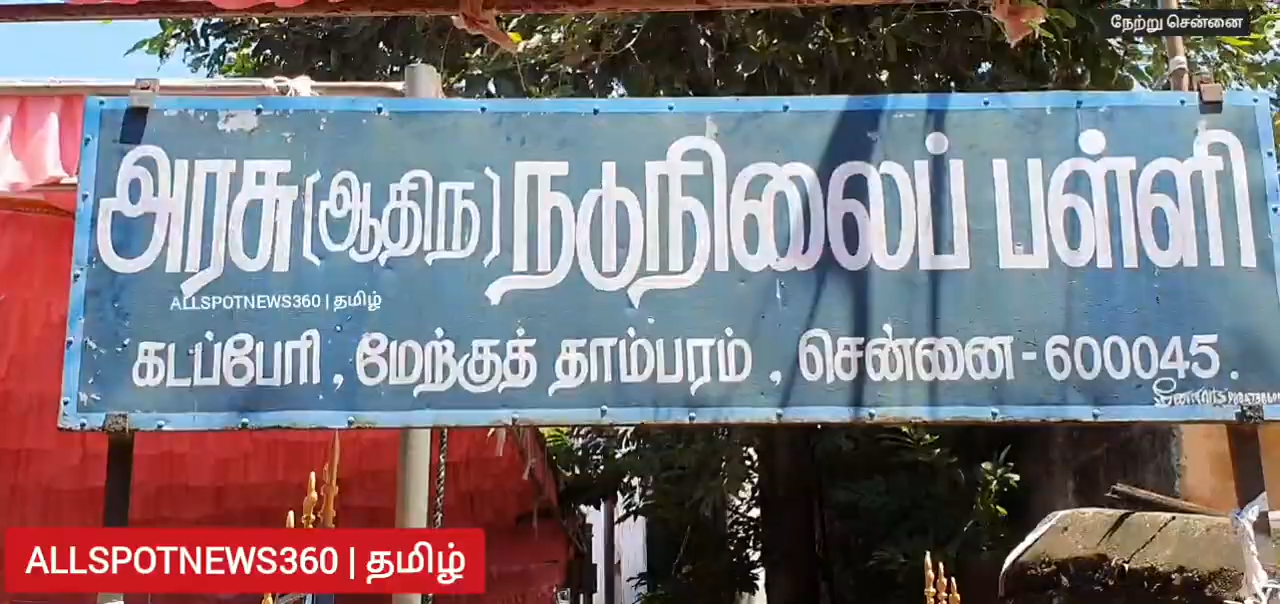 நேற்று சென்னை
அரசு (ஆதிந) நடுநிலைப் பள்ளி
ALLSPOTNEWS360 | தமிழ்
கடப்பேரி, மேற்குத் தாம்பரம், சென்னை - 600045.
ALLSPOTNEWS360 | தமிழ்